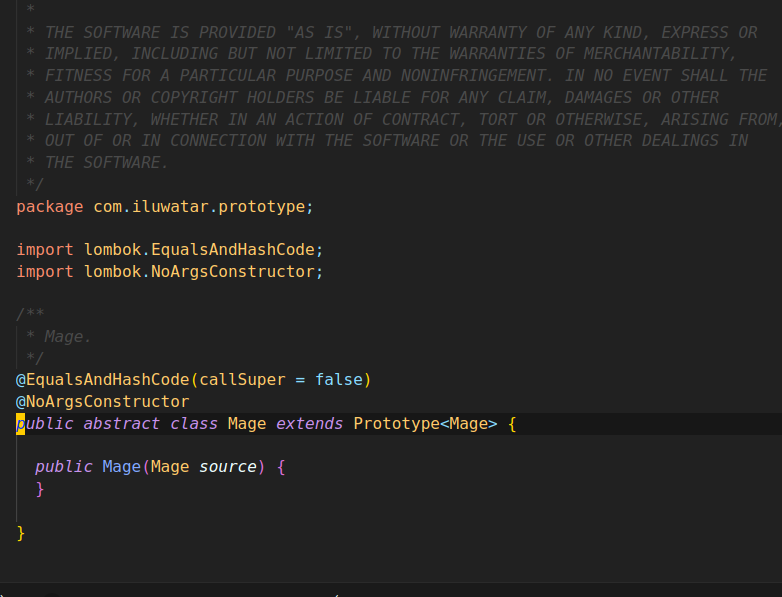 *
* THE SOFTWARE IS PROVIDED "AS IS", WITHOUT WARRANTY OF ANY KIND, EXPRESS OR
* IMPLIED, INCLUDING BUT NOT LIMITED TO THE WARRANTIES OF MERCHANTABILITY,
* FITNESS FOR A PARTICULAR PURPOSE AND NONINFRINGEMENT. IN NO EVENT SHALL THE
* AUTHORS OR COPYRIGHT HOLDERS BE LIABLE FOR ANY CLAIM, DAMAGES OR OTHER
* LIABILITY, WHETHER IN AN ACTION OF CONTRACT, TORT OR OTHERWISE, ARISING FROM,
* OUT OF OR IN CONNECTION WITH THE SOFTWARE OR THE USE OR OTHER DEALINGS IN
* THE SOFTWARE.
*/
package com.iluwatar.prototype;
import lombok.EqualsAndHashCode;
import lombok.NoArgsConstructor;
/**
* Mage.
*/
@EqualsAndHashCode(callSuper = false)
@NoArgsConstructor
public abstract class Mage extends Prototype<Mage> {
public Mage(Mage source) {
}
}